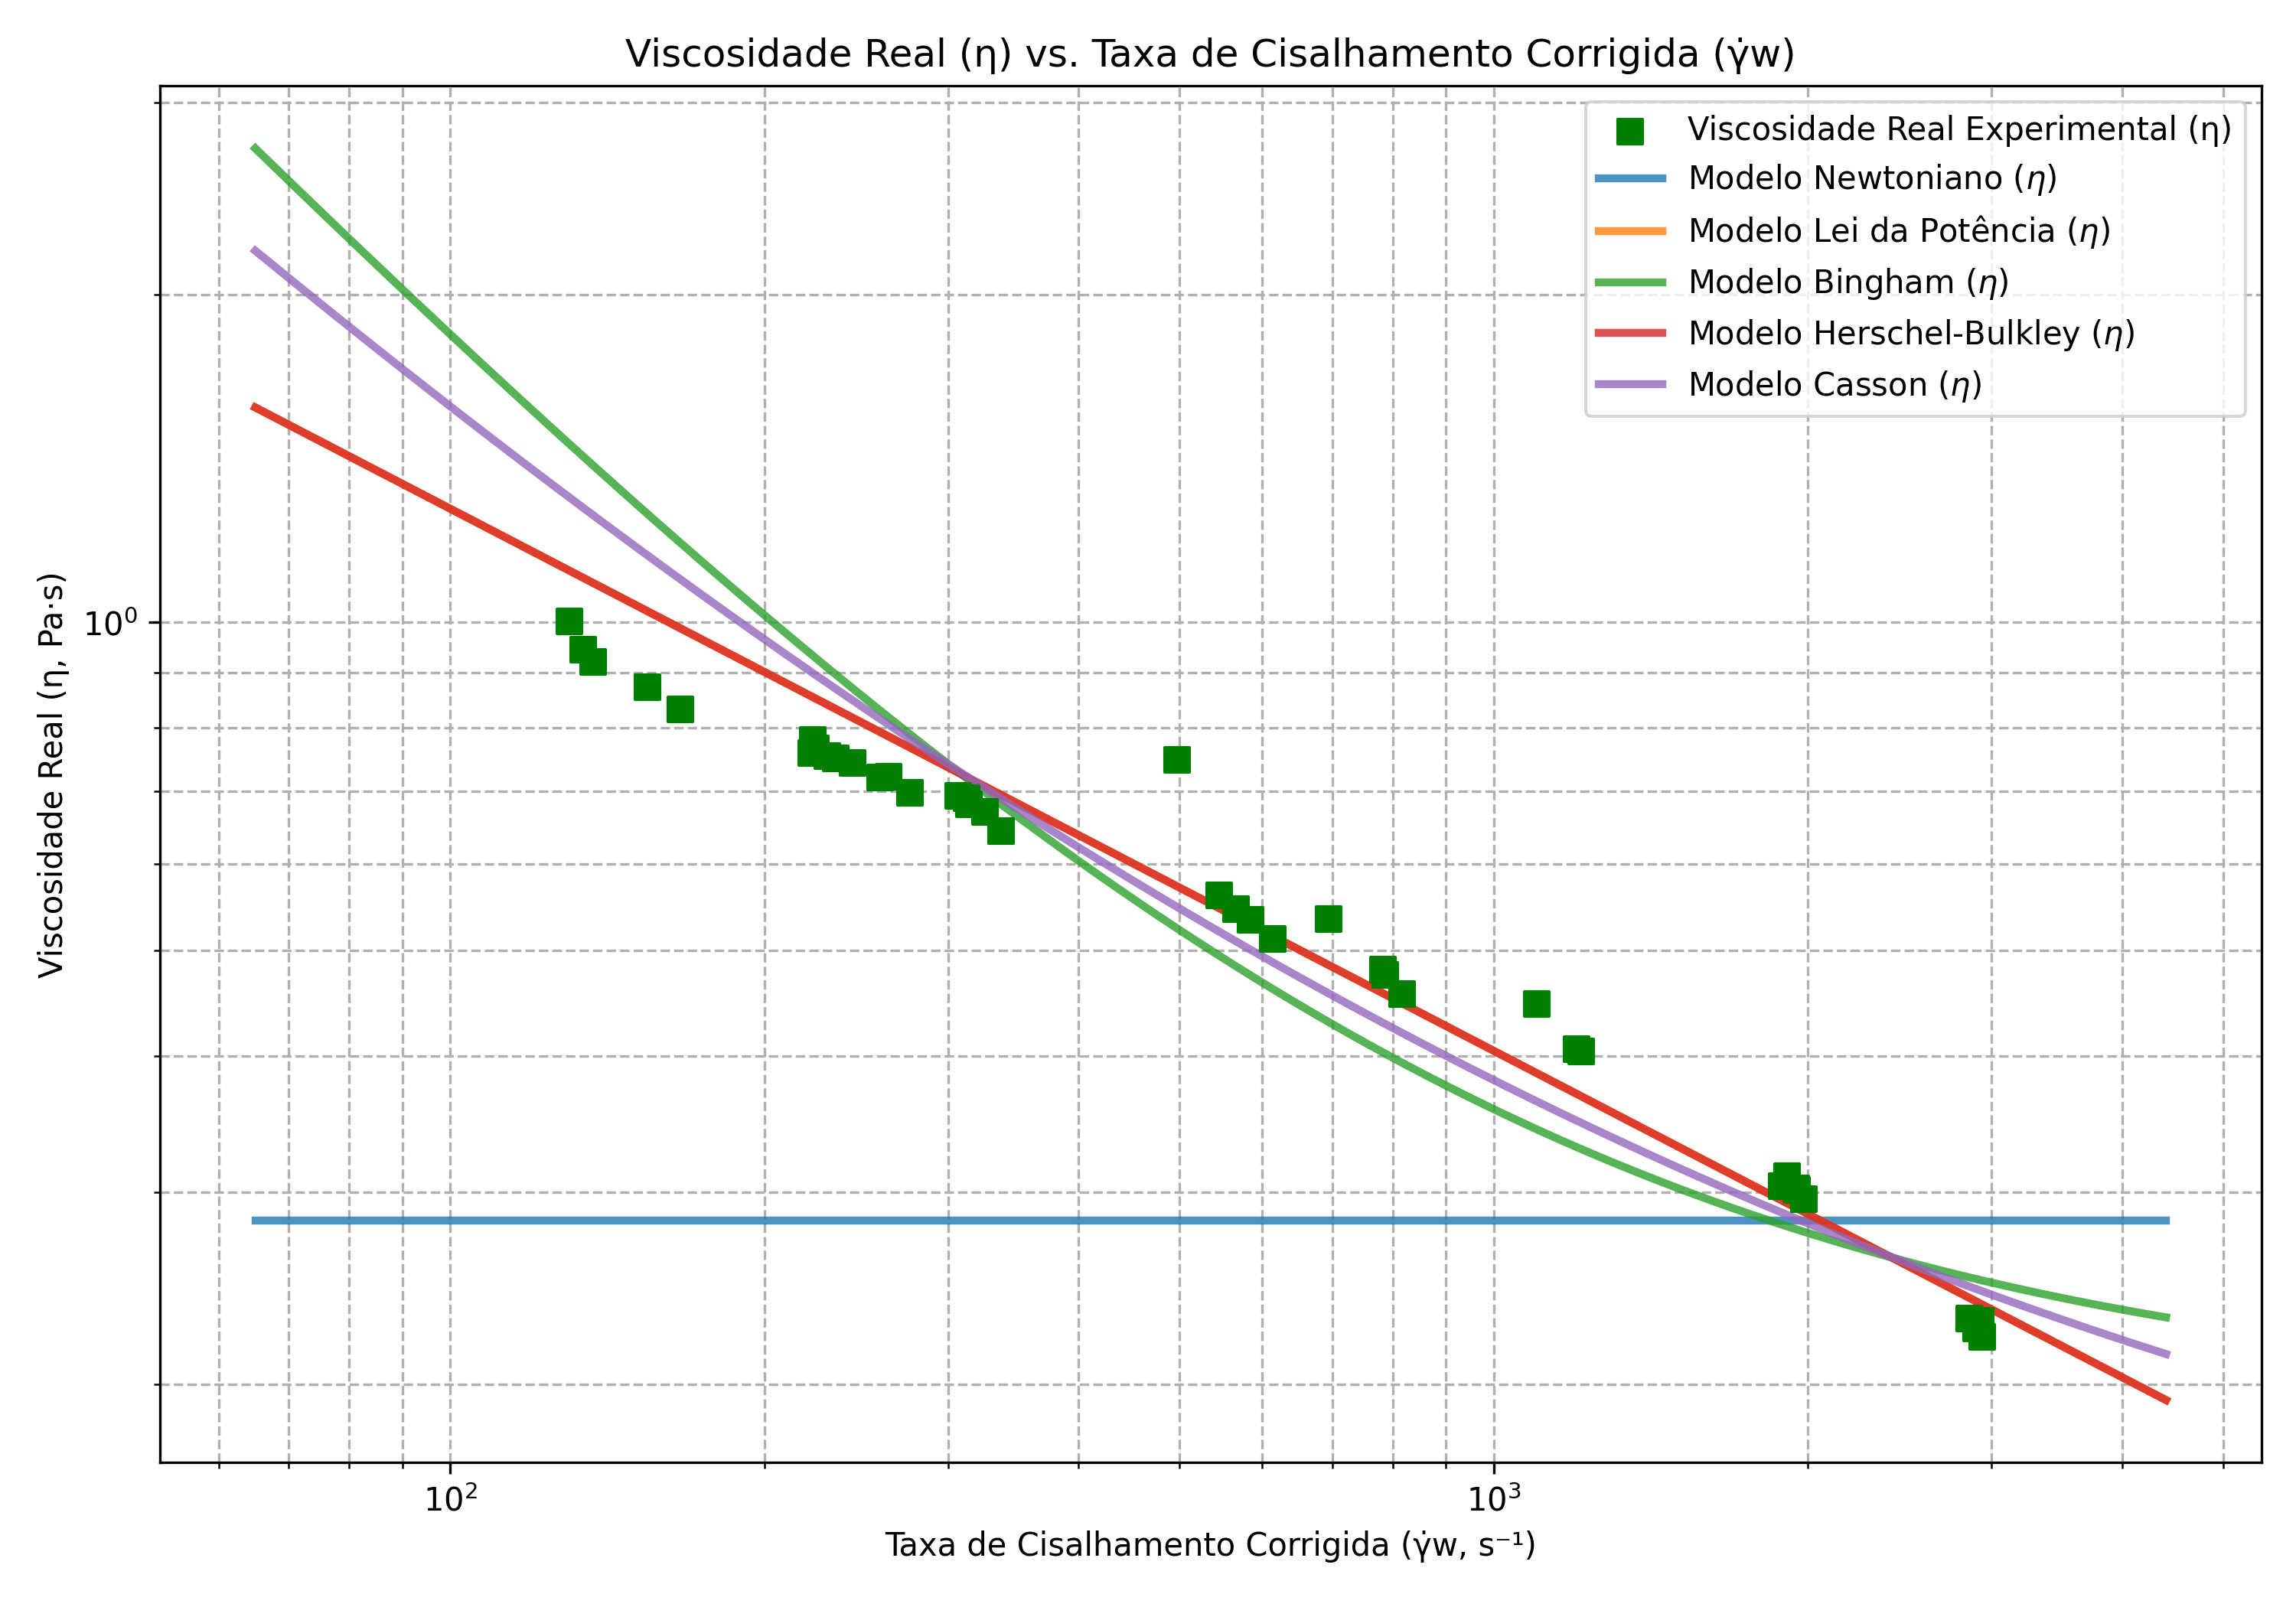 Viscosidade Real (η) vs. Taxa de Cisalhamento Corrigida (γ̇w)
Viscosidade Real Experimental (η)
Modelo Newtoniano (η)
Modelo Lei da Potência (η)
Modelo Bingham (η)
Modelo Herschel-Bulkley (η)
Modelo Casson (η)
Viscosidade Real (η, Pa·s)
10⁰
10² 10³
Taxa de Cisalhamento Corrigida (γ̇w, s⁻¹)